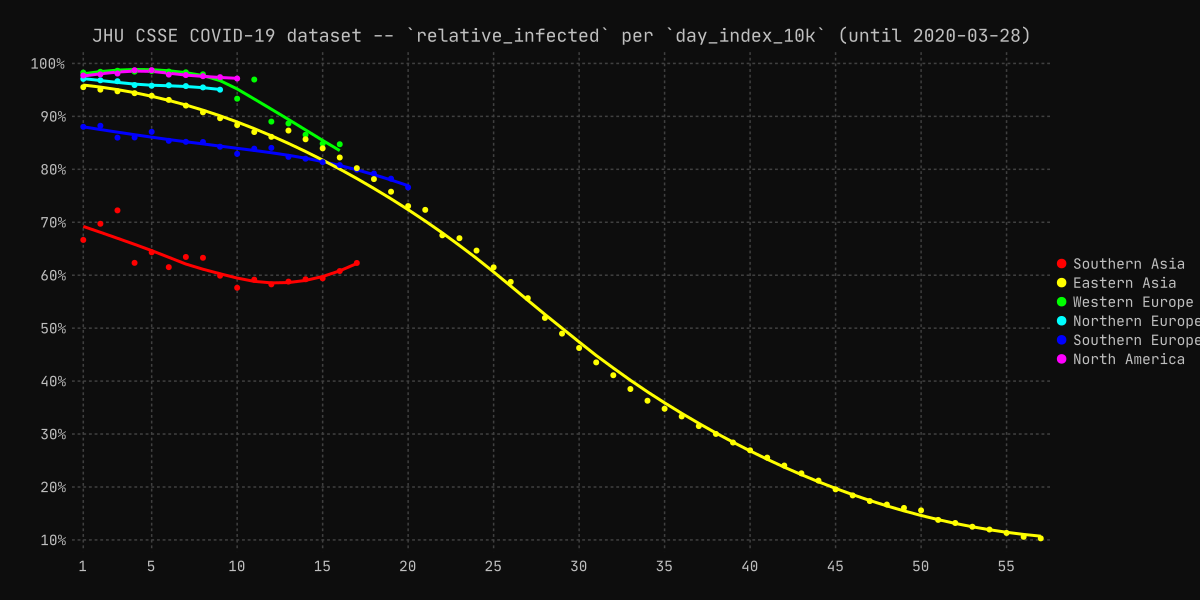 JHU CSSE COVID-19 dataset -- `relative_infected` per `day_index_10k` (until 2020-03-28)
100%
90%
80%
70%
60%
50%
40%
30%
20%
10%
1 5 10 15 20 25 30 35 40 45 50 55
Southern Asia
Eastern Asia
Western Europe
Northern Europe
Southern Europe
North America